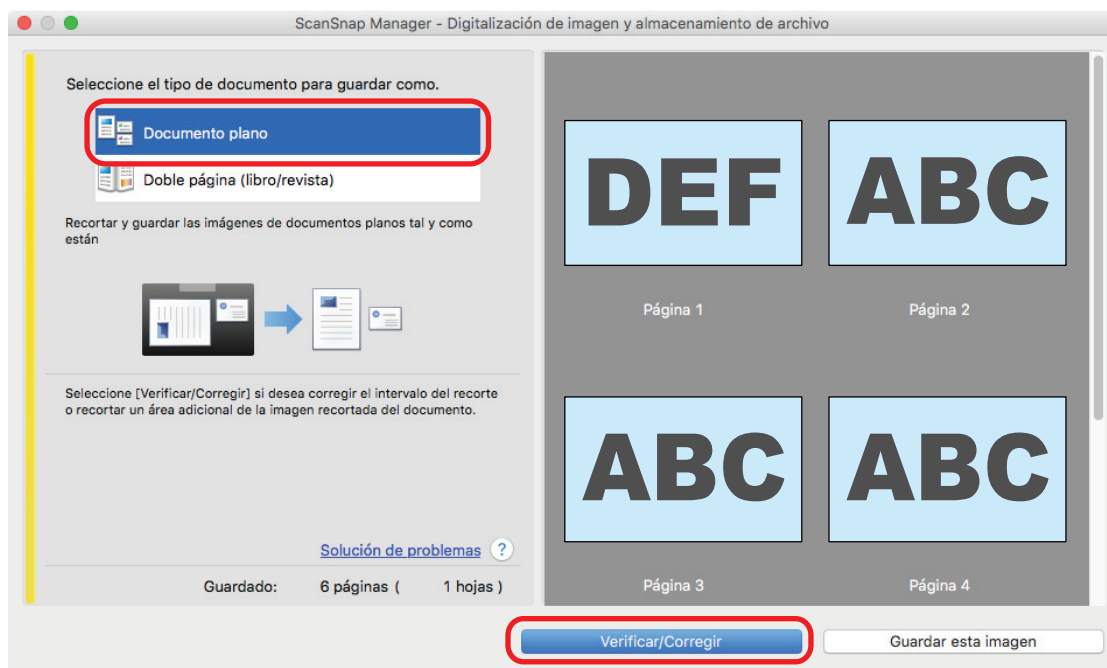 ScanSnap Manager - Digitalización de imagen y almacenamiento de archivo
Seleccione el tipo de documento para guardar como.
Documento plano
Doble página (libro/revista)
Recortar y guardar las imágenes de documentos planos tal y como
están
Seleccione [Verificar/Corregir] si desea corregir el intervalo del recorte
o recortar un área adicional de la imagen recortada del documento.
Solución de problemas ?
Guardado: 6 páginas ( 1 hojas )
DEF ABC
Página 1 Página 2
ABC ABC
Página 3 Página 4
Verificar/Corregir Guardar esta imagen